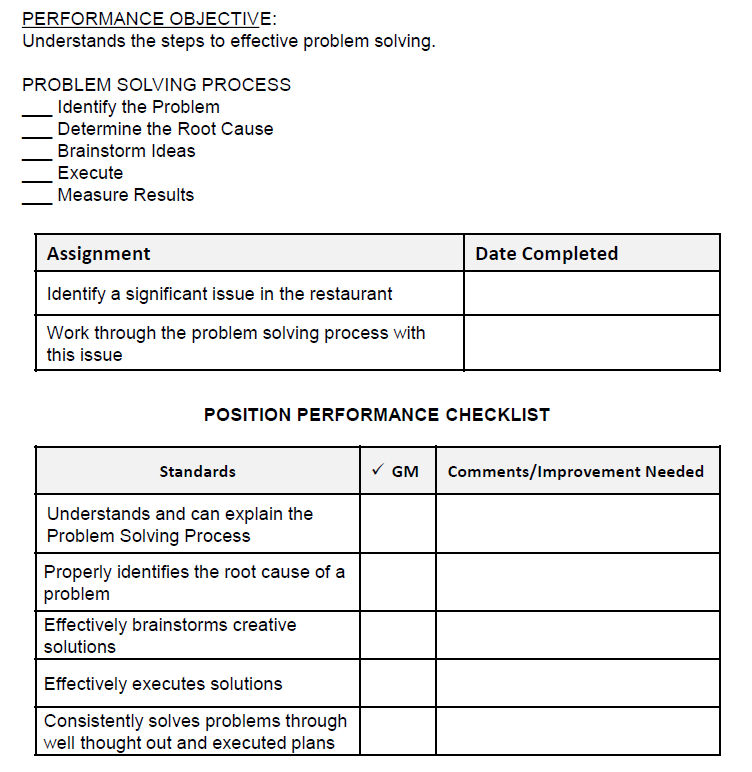 PERFORMANCE OBJECTIVE:
Understands the steps to effective problem solving.
PROBLEM SOLVING PROCESS
___ Identify the Problem
___ Determine the Root Cause
___ Brainstorm Ideas
___ Execute
___ Measure Results
Assignment Date Completed
Identify a significant issue in the restaurant
Work through the problem solving process with
this issue
POSITION PERFORMANCE CHECKLIST
Standards ✓ GM Comments/Improvement Needed
Understands and can explain the
Problem Solving Process
Properly identifies the root cause of a
problem
Effectively brainstorms creative
solutions
Effectively executes solutions
Consistently solves problems through
well thought out and executed plans